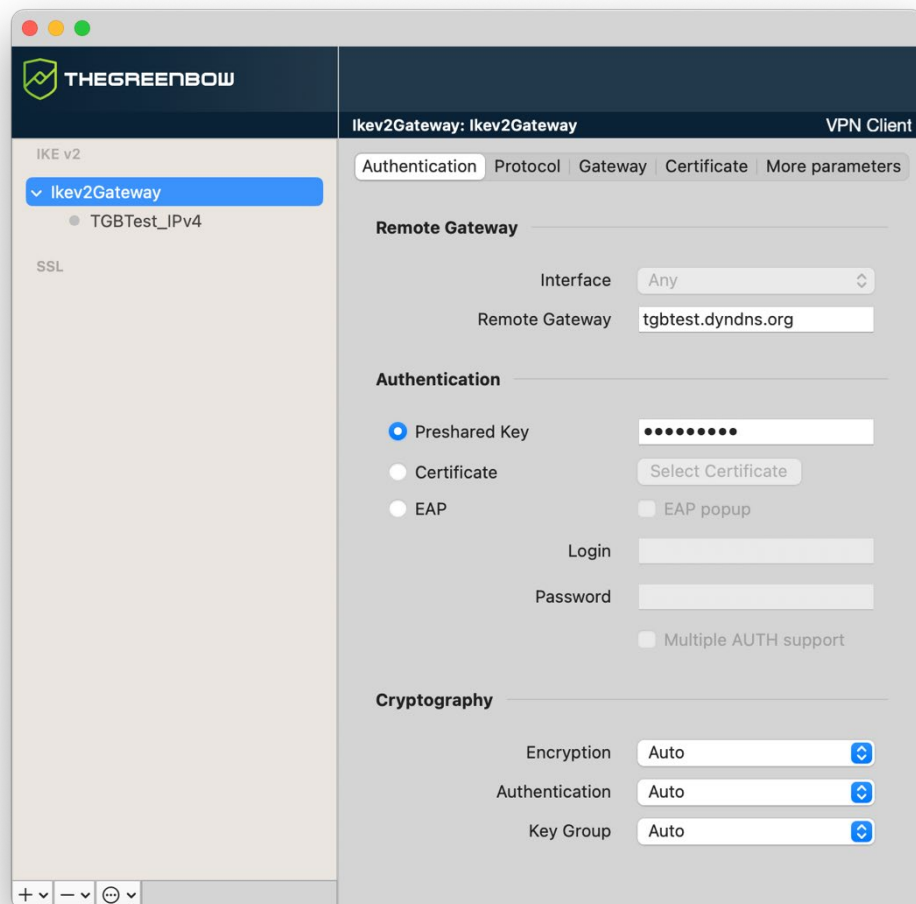 THEGREENBOW
Ikev2Gateway: Ikev2Gateway VPN Client
IKE v2
Ikev2Gateway
TGBTest_IPv4
SSL
Authentication Protocol Gateway Certificate More parameters
Remote Gateway
Interface Any
Remote Gateway tgbtest.dyndns.org
Authentication
Preshared Key •••••••••
Certificate Select Certificate
EAP EAP popup
Login
Password
Multiple AUTH support
Cryptography
Encryption Auto
Authentication Auto
Key Group Auto